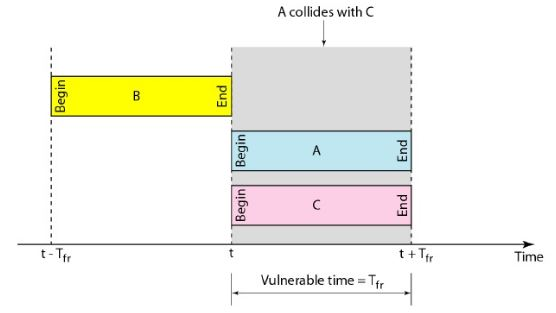 A collides with C
Begin B End
Begin A End
Begin C End
t - Tfr t t + Tfr Time
Vulnerable time = Tfr